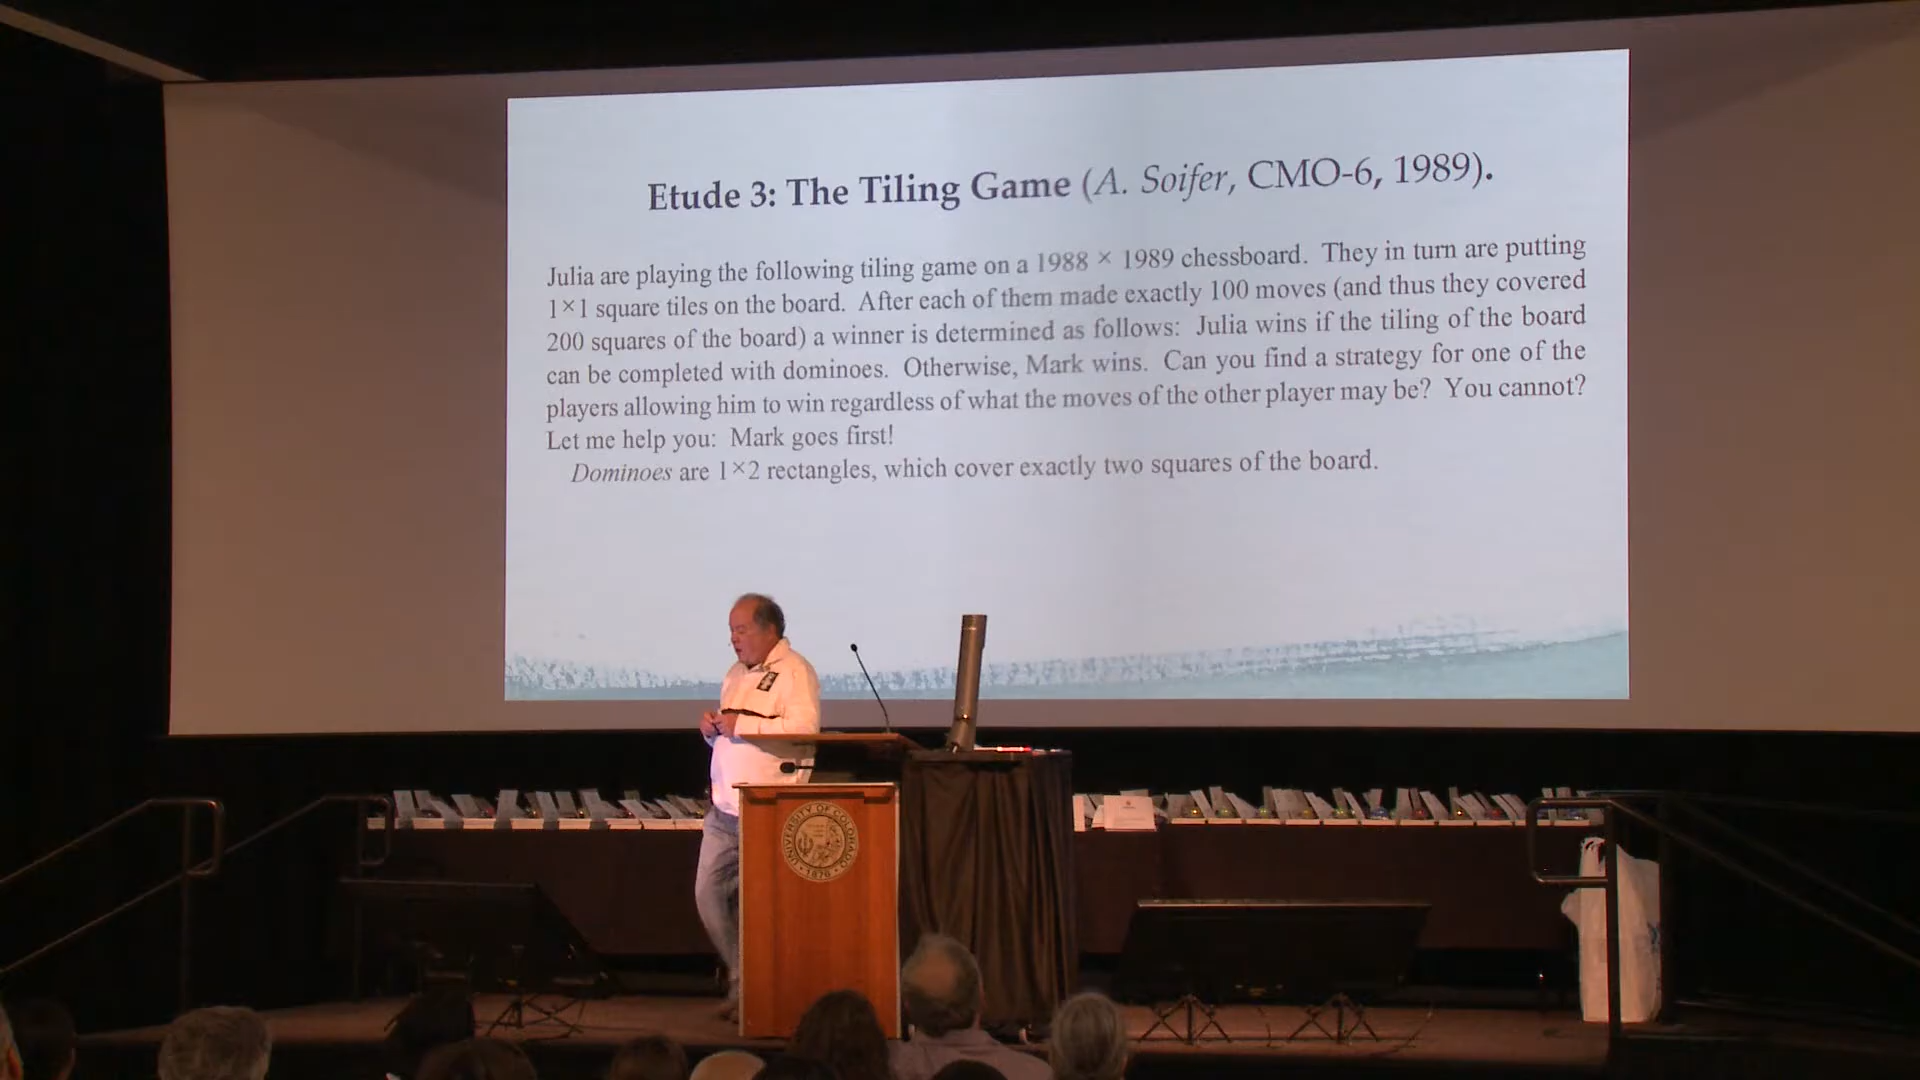 Etude 3: The Tiling Game (A. Soifer, CMO-6, 1989).
Julia are playing the following tiling game on a 1988 × 1989 chessboard. They in turn are putting
1×1 square tiles on the board. After each of them made exactly 100 moves (and thus they covered
200 squares of the board) a winner is determined as follows: Julia wins if the tiling of the board
can be completed with dominoes. Otherwise, Mark wins. Can you find a strategy for one of the
players allowing him to win regardless of what the moves of the other player may be? You cannot?
Let me help you: Mark goes first!
Dominoes are 1×2 rectangles, which cover exactly two squares of the board.
UNIVERSITY OF COLORADO
1876